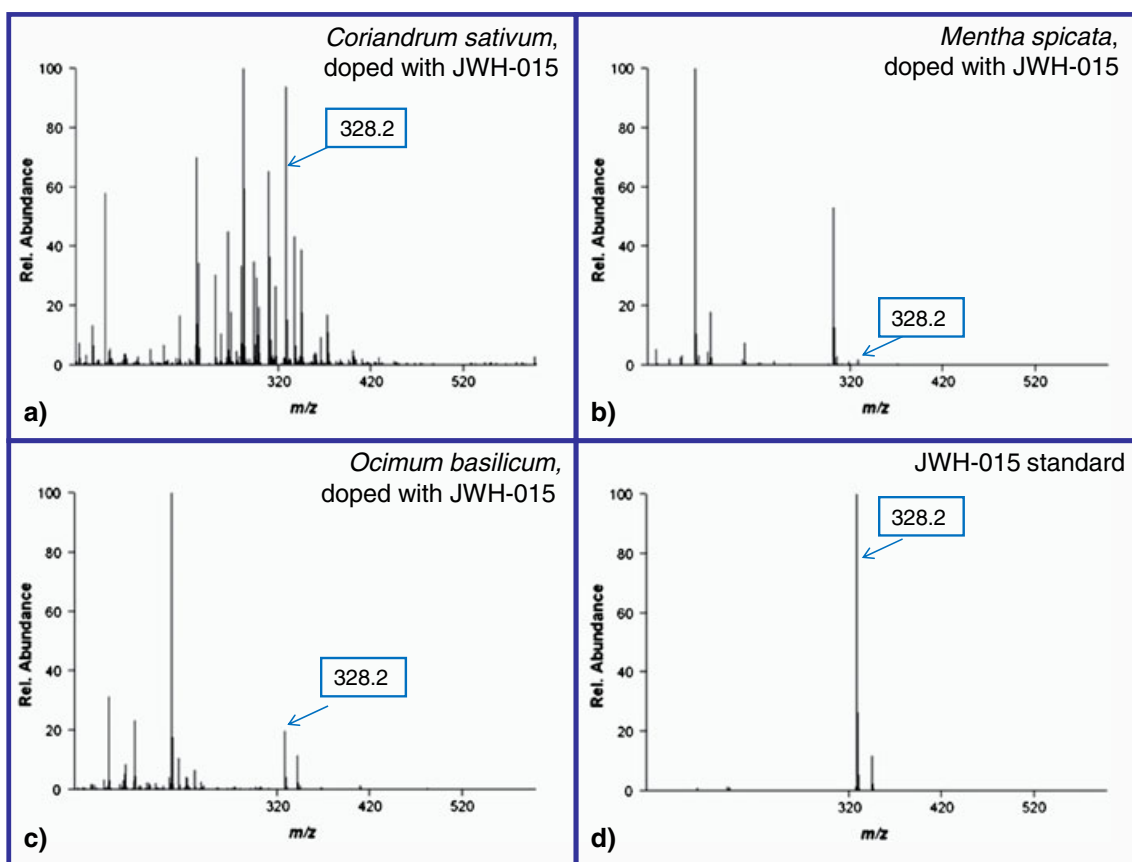 Coriandrum sativum,
doped with JWH-015
100
80
60
40
20
0
Rel. Abundance
328.2
320
420
520
m/z
a)
Mentha spicata,
doped with JWH-015
100
80
60
40
20
0
Rel. Abundance
328.2
320
420
520
m/z
b)
Ocimum basilicum,
doped with JWH-015
100
80
60
40
20
0
Rel. Abundance
328.2
320
420
520
m/z
c)
JWH-015 standard
100
80
60
40
20
0
Rel. Abundance
328.2
320
420
520
m/z
d)